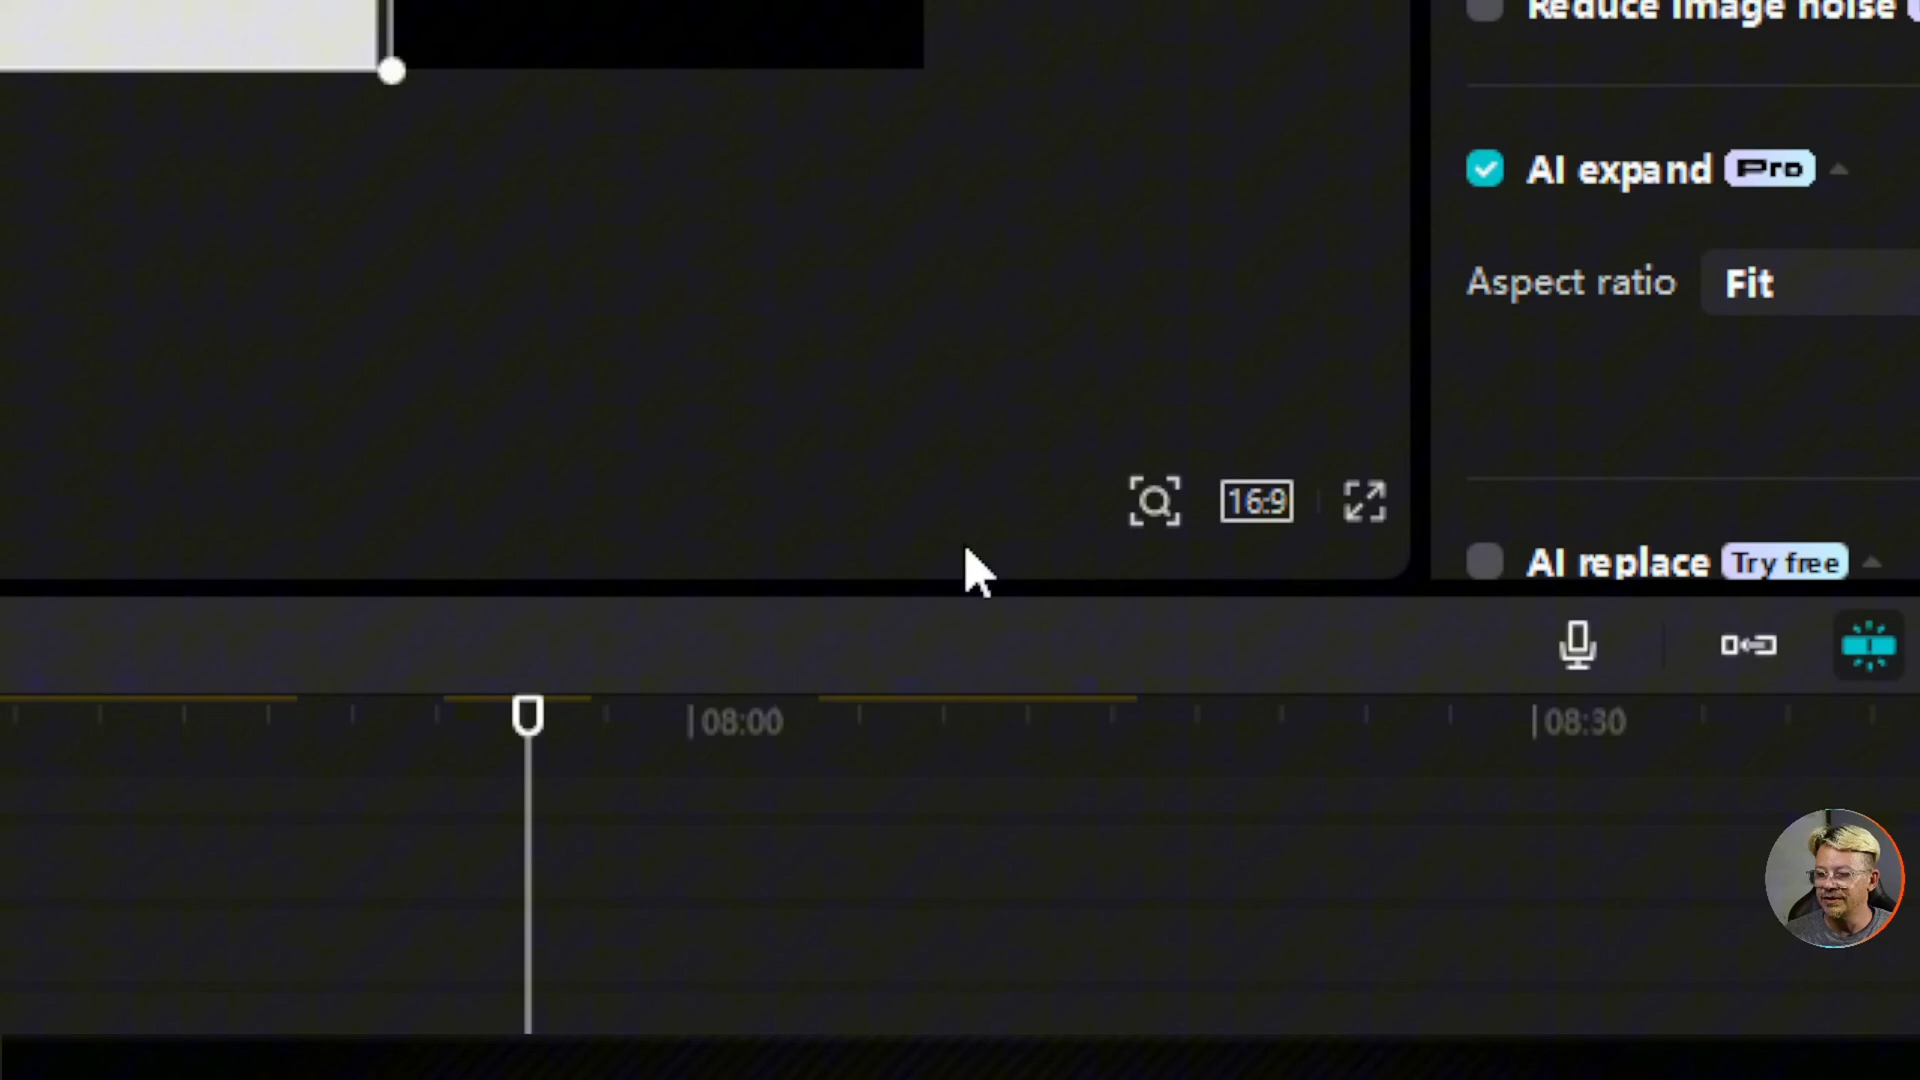 Reduce image noise
AI expand Pro
Aspect ratio Fit
16:9
AI replace Try free
08:00
08:30